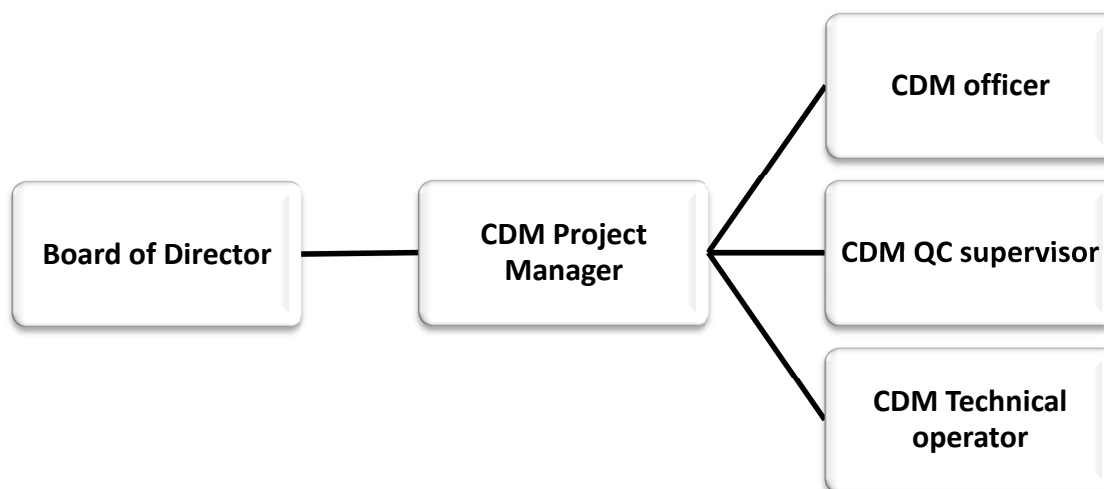 Board of Director
CDM Project
Manager
CDM officer
CDM QC supervisor
CDM Technical
operator